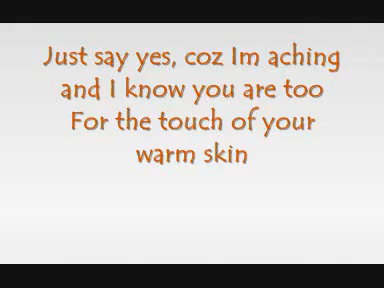 Just say yes, coz Im aching
and I know you are too
For the touch of your
warm skin